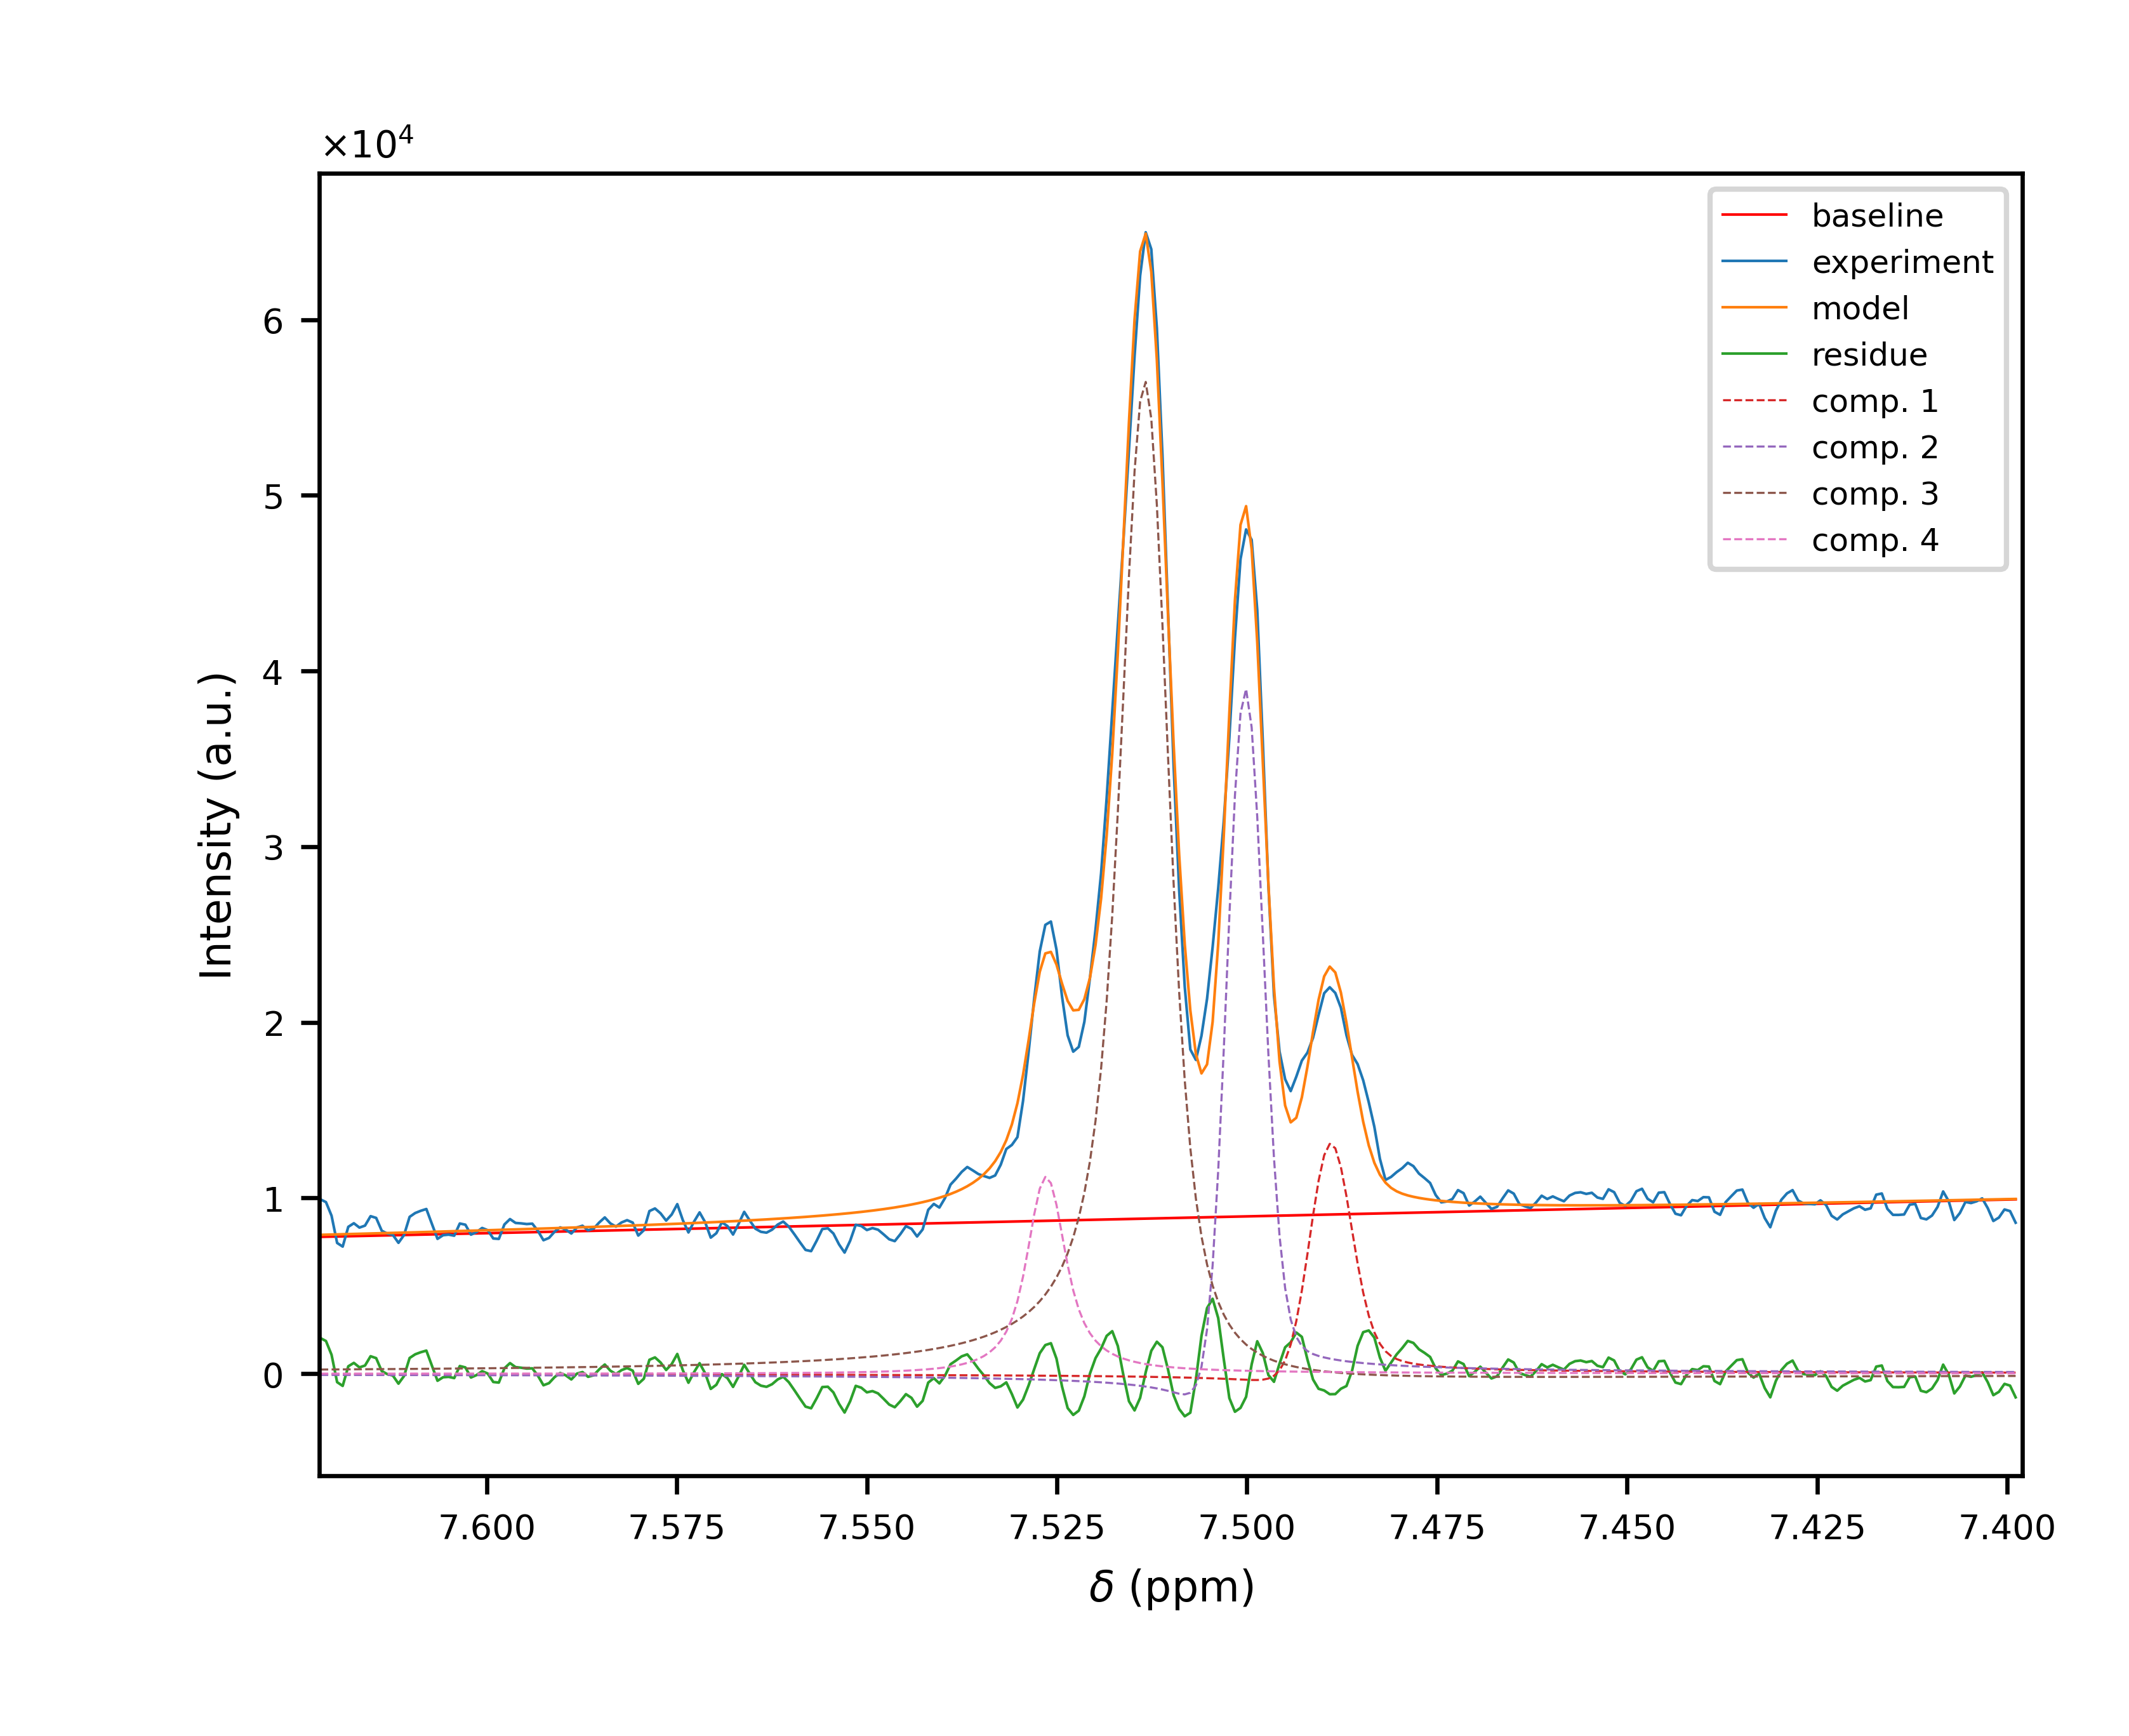 ×10⁴
baseline
experiment
model
residue
comp. 1
comp. 2
comp. 3
comp. 4
Intensity (a.u.)
6
5
4
3
2
1
0
7.600 7.575 7.550 7.525 7.500 7.475 7.450 7.425 7.400
δ (ppm)